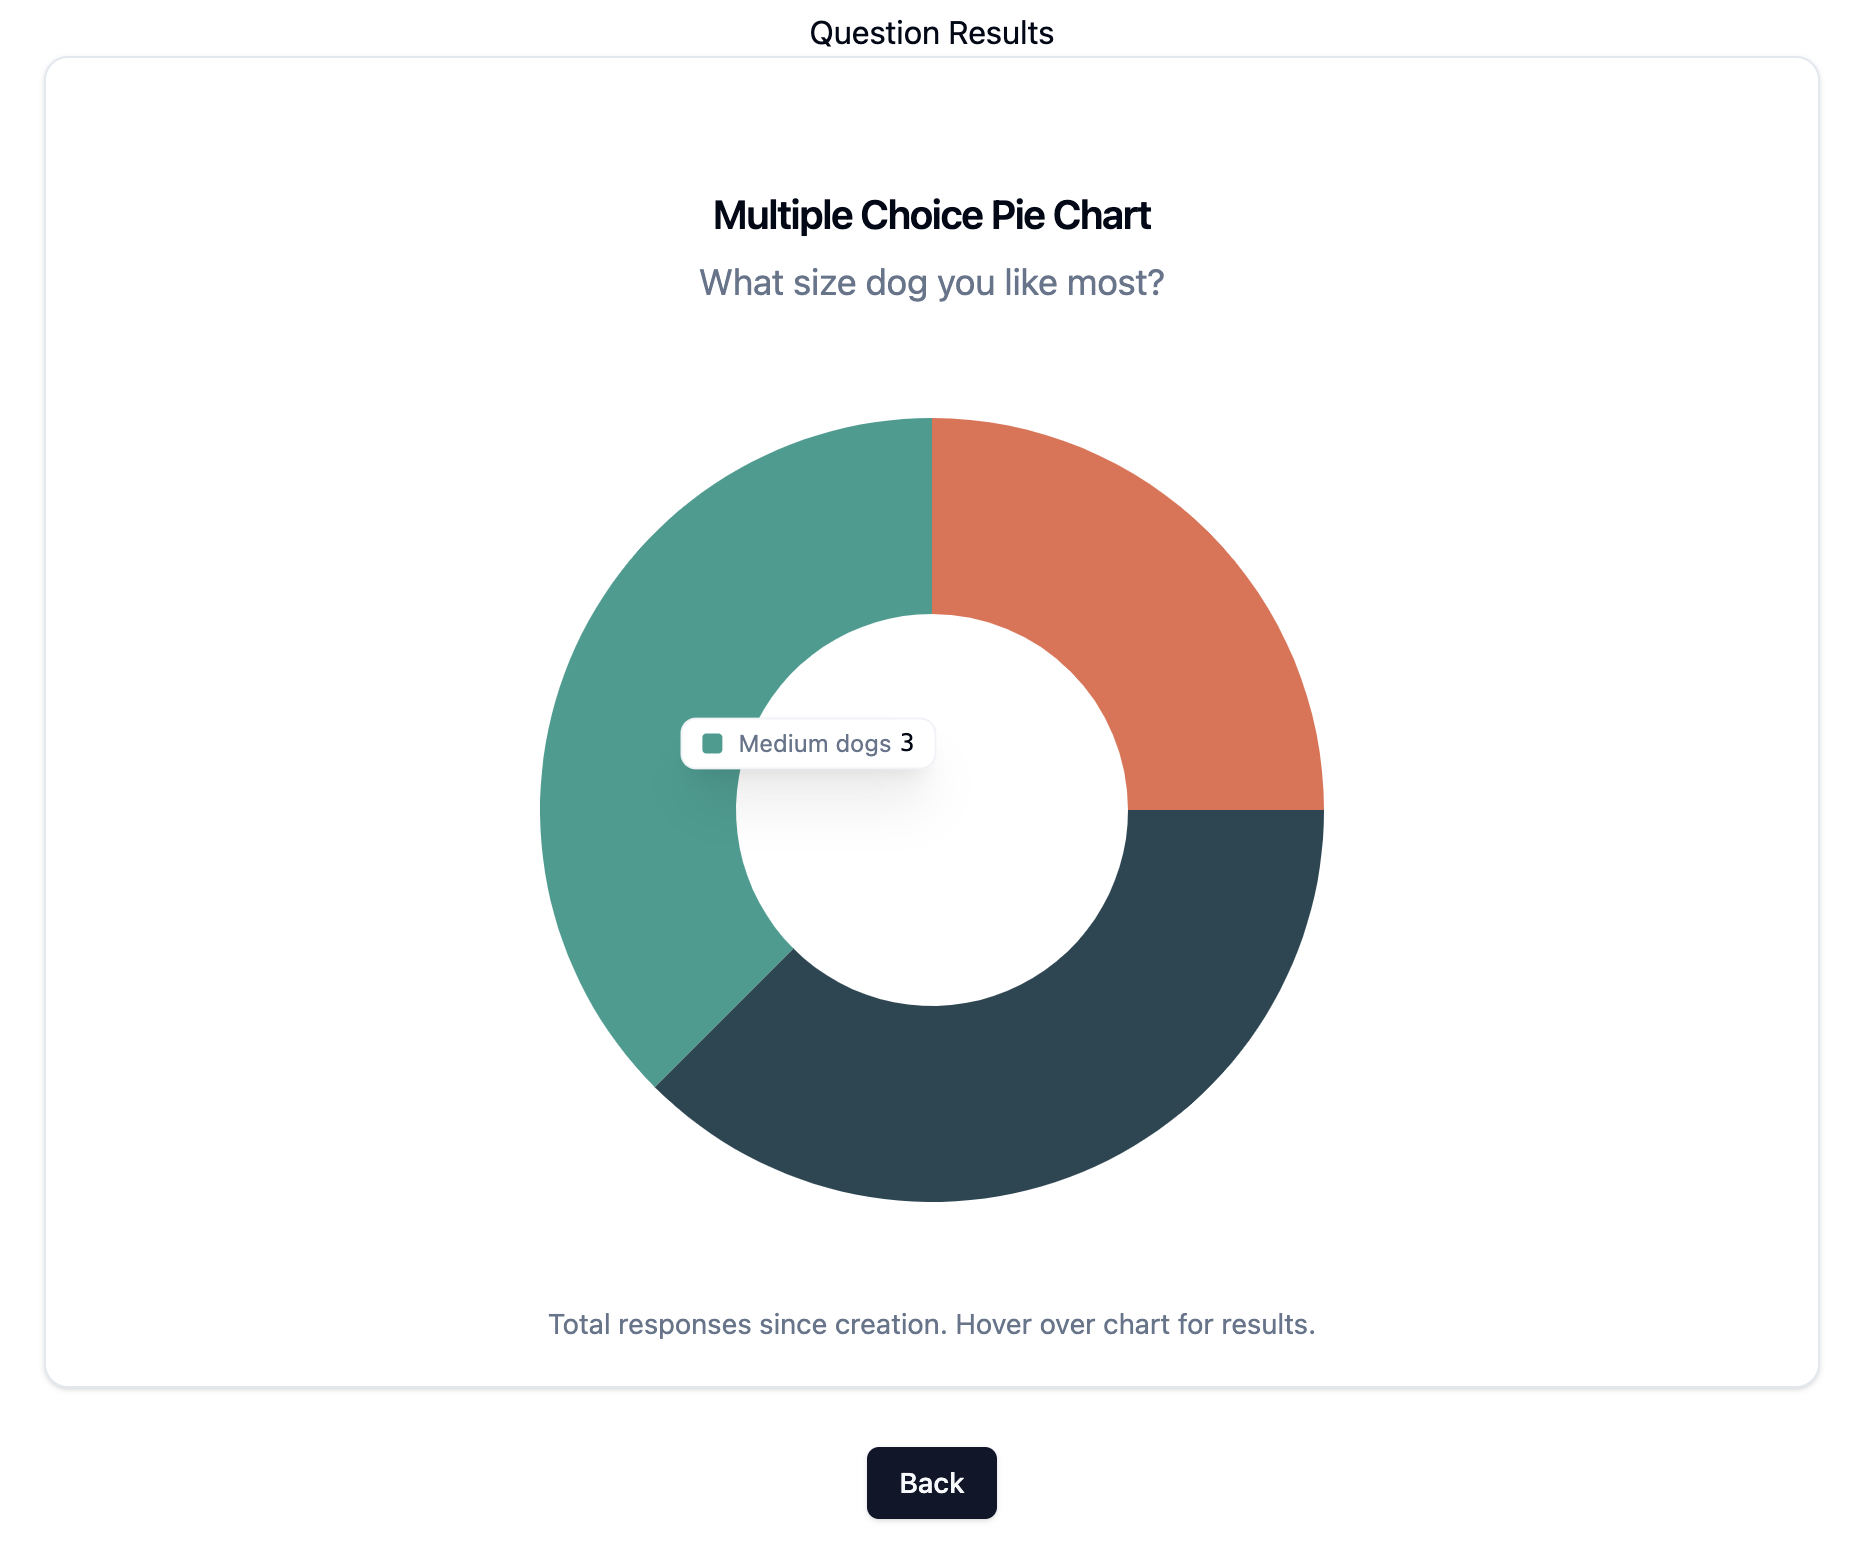 Question Results
Multiple Choice Pie Chart
What size dog you like most?
Medium dogs 3
Total responses since creation. Hover over chart for results.
Back